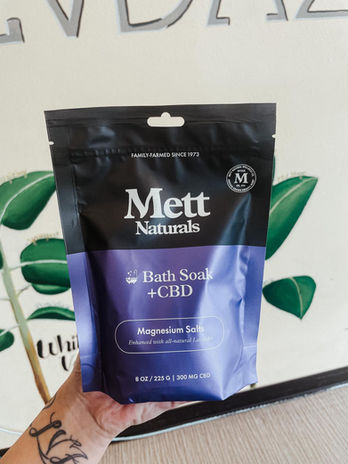 FAMILY-FARMED SINCE 1973
M
Mett
Naturals
Bath Soak
+CBD
Magnesium Salts
Enhanced with all-natural Lavender
8 OZ / 225 G | 300 MG CBD